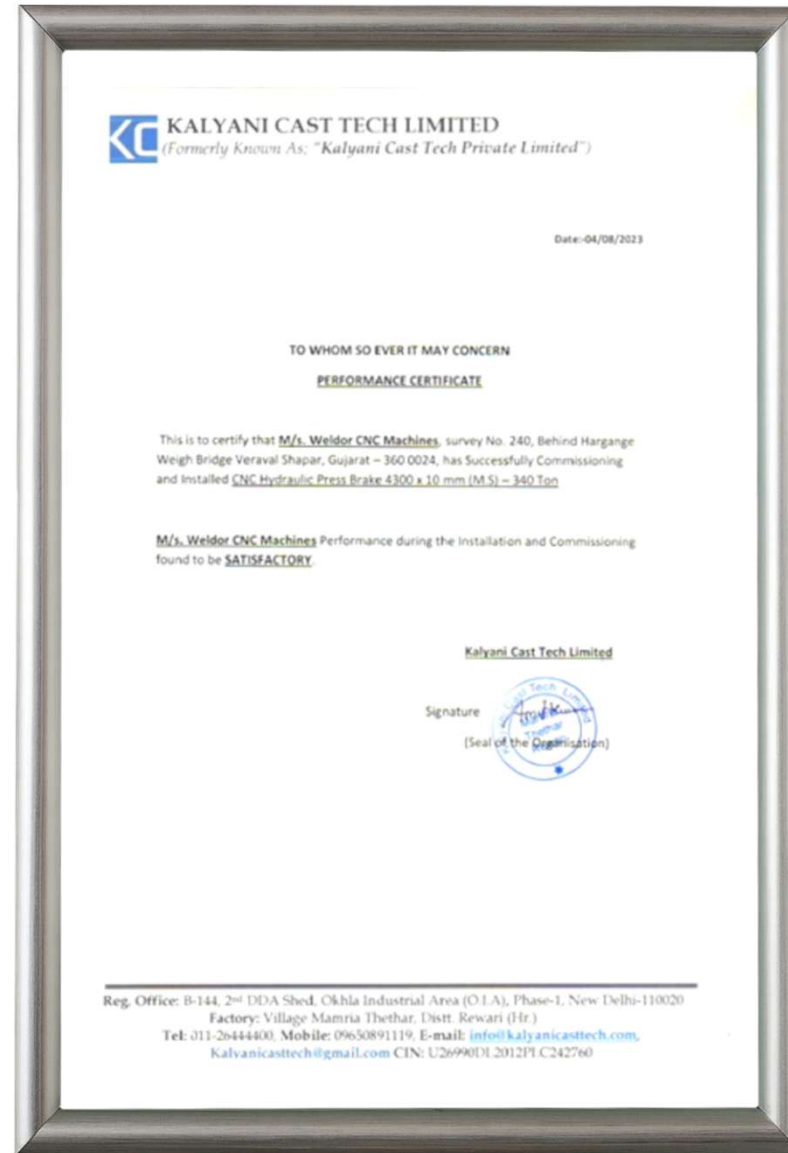 KC
KALYANI CAST TECH LIMITED
(Formerly Known As; "Kalyani Cast Tech Private Limited")
Date:-04/08/2023
TO WHOM SO EVER IT MAY CONCERN
PERFORMANCE CERTIFICATE
This is to certify that M/s. Weldor CNC Machines, survey No. 240, Behind Hargange
Weigh Bridge Veraval Shapar, Gujarat – 360 0024, has Successfully Commissioning
and Installed CNC Hydraulic Press Brake 4300 x 10 mm (M.S) – 340 Ton
M/s. Weldor CNC Machines Performance during the Installation and Commissioning
found to be SATISFACTORY.
Kalyani Cast Tech Limited
Signature
Cast Tech Limited
Thethar
(Seal of the Organisation)
Reg. Office: B-144, 2nd DDA Shed, Okhla Industrial Area (O.I.A), Phase-1, New Delhi-110020
Factory: Village Mamria Thethar, Distt. Rewari (Hr.)
Tel: 011-26444400, Mobile: 09650891119, E-mail: info@kalyanicasttech.com,
Kalyanicasttech@gmail.com CIN: U26990DL2012PLC242760